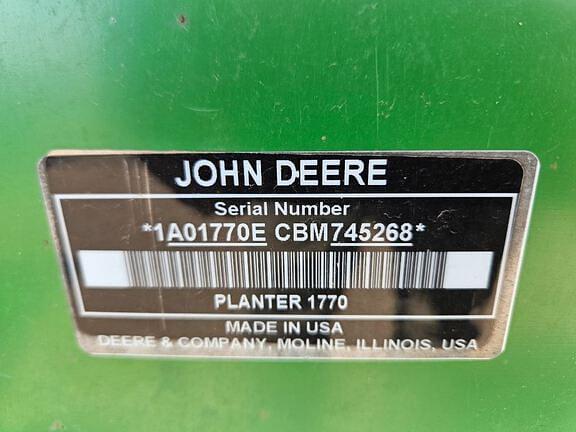 JOHN DEERE
Serial Number
*1A01770E CBM745268*
PLANTER 1770
MADE IN USA
DEERE & COMPANY, MOLINE, ILLINOIS, USA